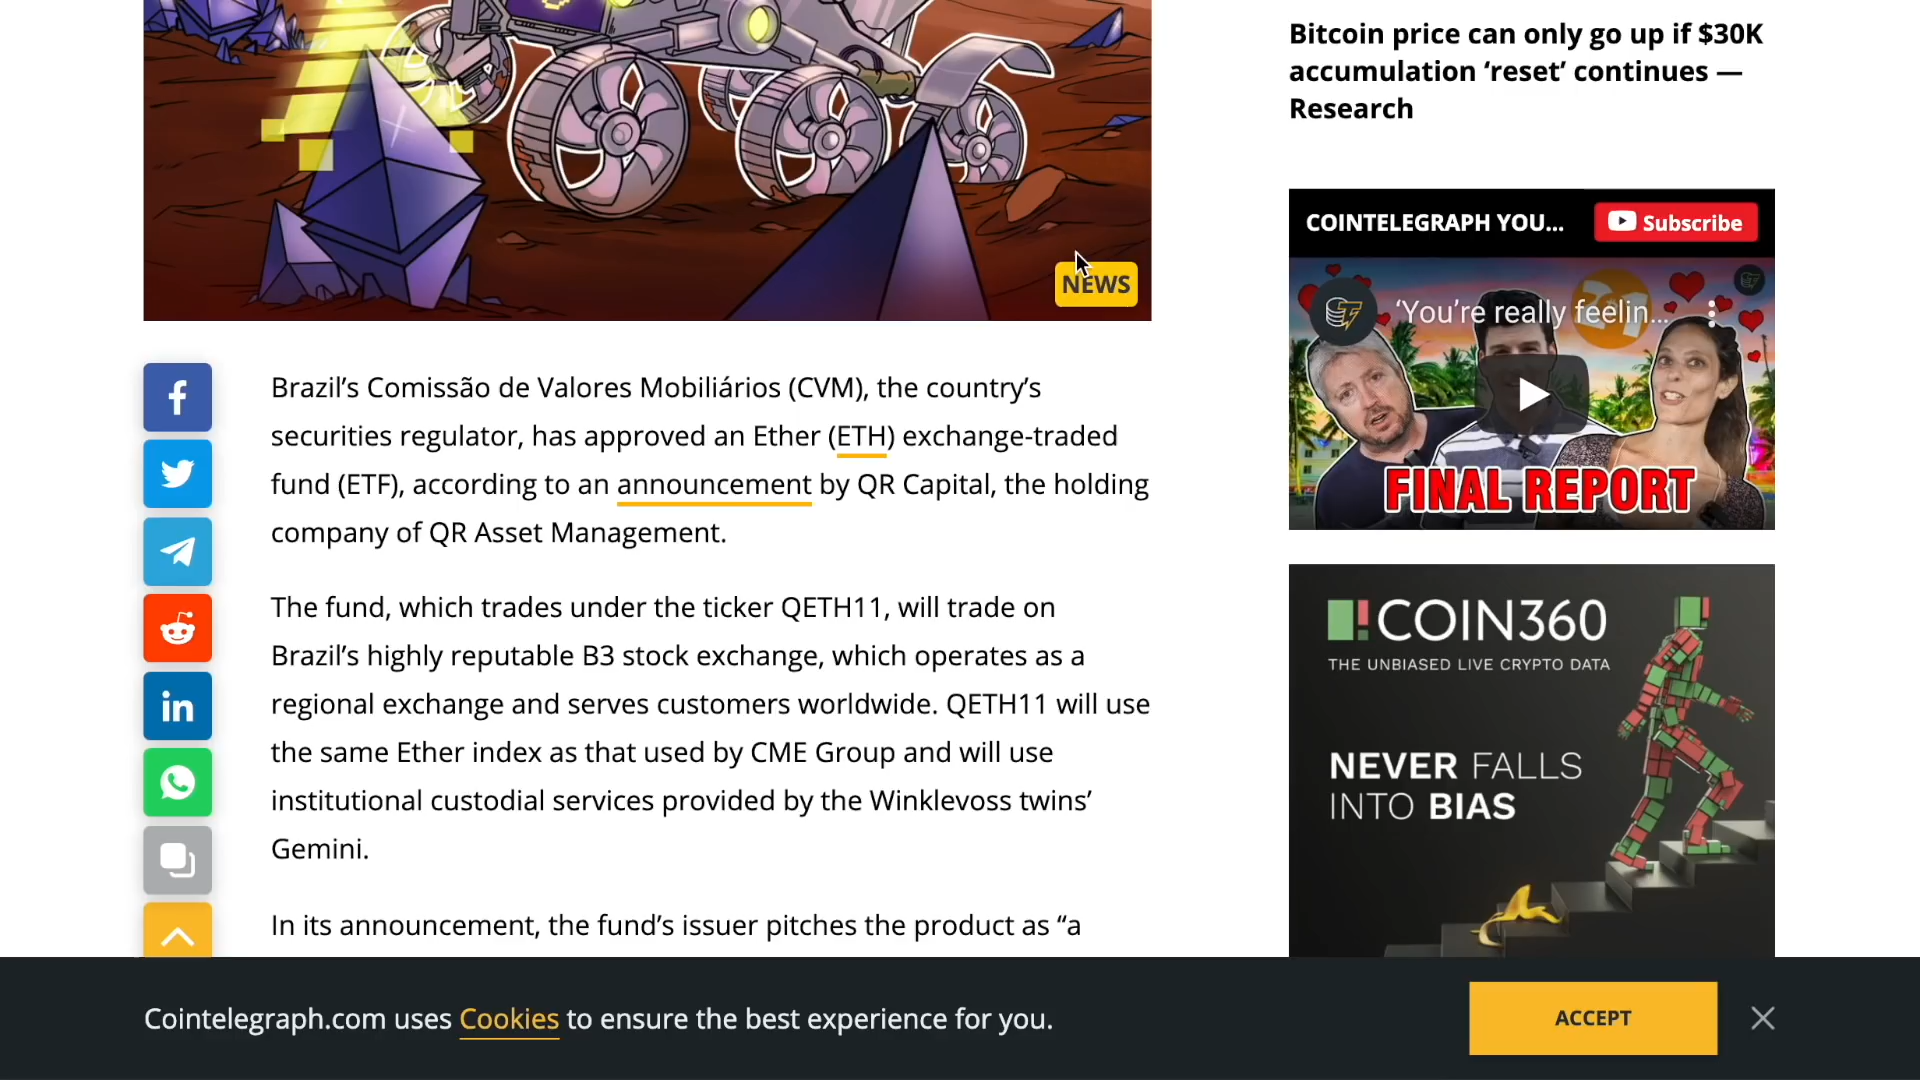 Bitcoin price can only go up if $30K
accumulation ‘reset’ continues —
Research
COINTELEGRAPH YOU...
Subscribe
‘You’re really feelin...
FINAL REPORT
NEWS
Brazil’s Comissão de Valores Mobiliários (CVM), the country’s
securities regulator, has approved an Ether (ETH) exchange-traded
fund (ETF), according to an announcement by QR Capital, the holding
company of QR Asset Management.
The fund, which trades under the ticker QETH11, will trade on
Brazil’s highly reputable B3 stock exchange, which operates as a
regional exchange and serves customers worldwide. QETH11 will use
the same Ether index as that used by CME Group and will use
institutional custodial services provided by the Winklevoss twins’
Gemini.
In its announcement, the fund’s issuer pitches the product as “a
COIN360
THE UNBIASED LIVE CRYPTO DATA
NEVER FALLS
INTO BIAS
Cointelegraph.com uses Cookies to ensure the best experience for you.
ACCEPT